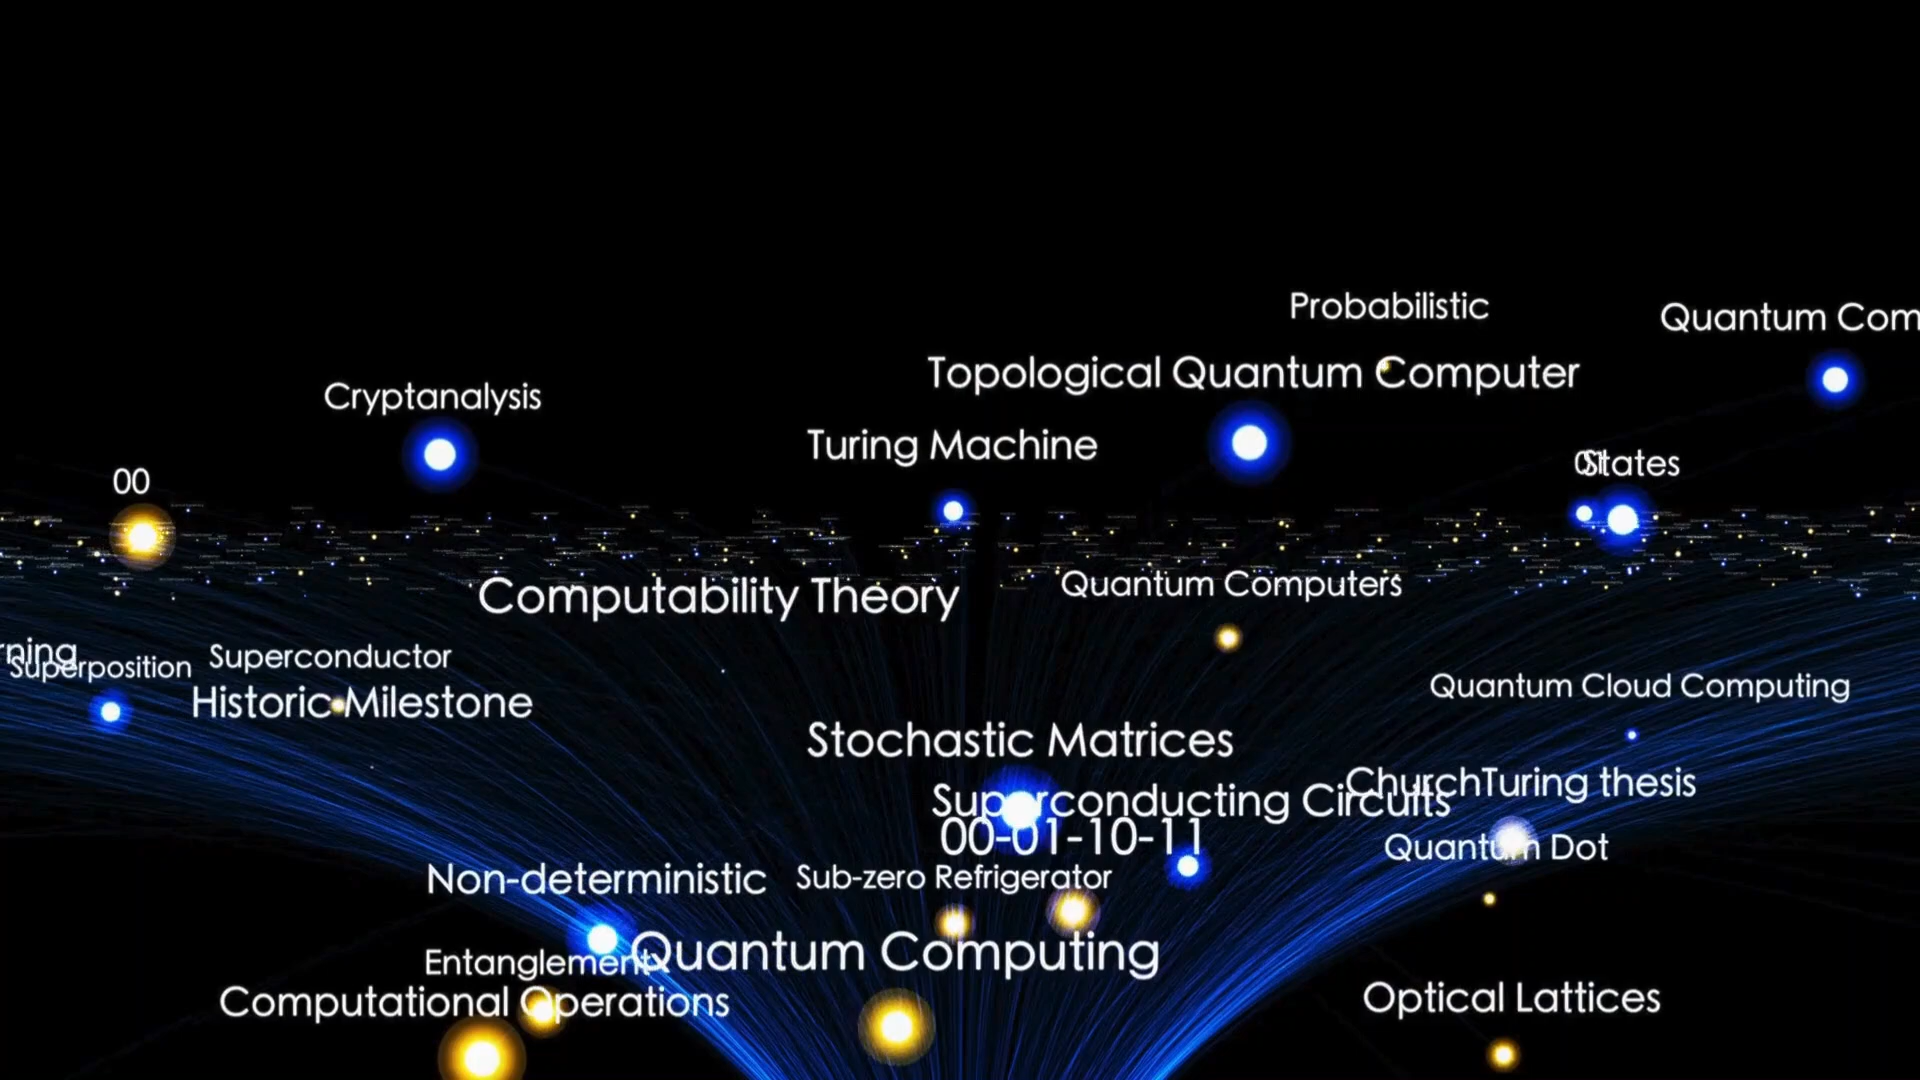 Probabilistic
Quantum Com
Topological Quantum Computer
Cryptanalysis
Turing Machine
States
00
Quantum Computers
Computability Theory
rning
Superposition
Superconductor
Quantum Cloud Computing
Historic Milestone
Stochastic Matrices
ChurchTuring thesis
Superconducting Circuits
00-01-10-11
Quantum Dot
Non-deterministic
Sub-zero Refrigerator
Quantum Computing
Entanglement
Computational Operations
Optical Lattices